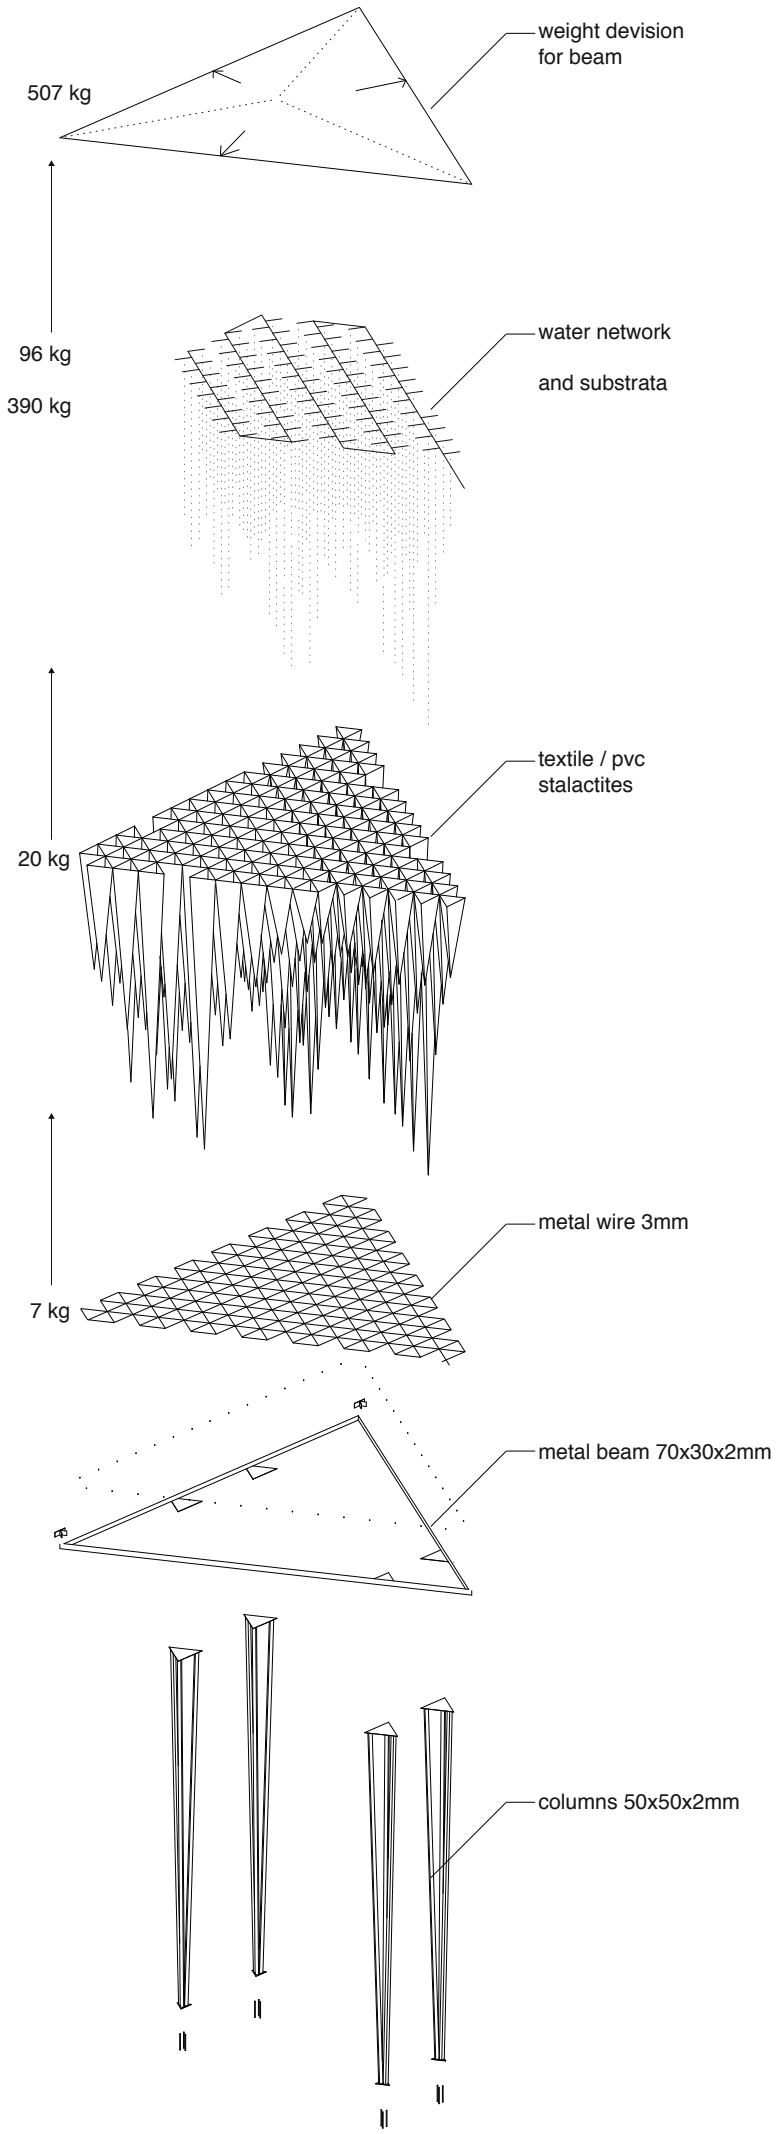 weight devision
for beam
507 kg
96 kg
water network
390 kg
and substrata
textile / pvc
stalactites
20 kg
metal wire 3mm
7 kg
metal beam 70x30x2mm
columns 50x50x2mm